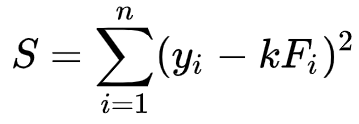 S = \sum_{i=1}^{n} (y_i - kF_i)^2